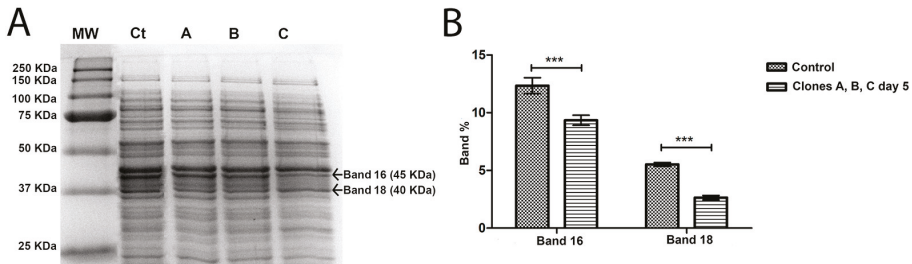 A
MW Ct A B C
250 KDa
150 KDa
100 KDa
75 KDa
50 KDa
37 KDa
25 KDa
←Band 16 (45 KDa)
←Band 18 (40 KDa)
B
15
10
5
0
Band %
***
***
Band 16
Band 18
Control
Clones A, B, C day 5